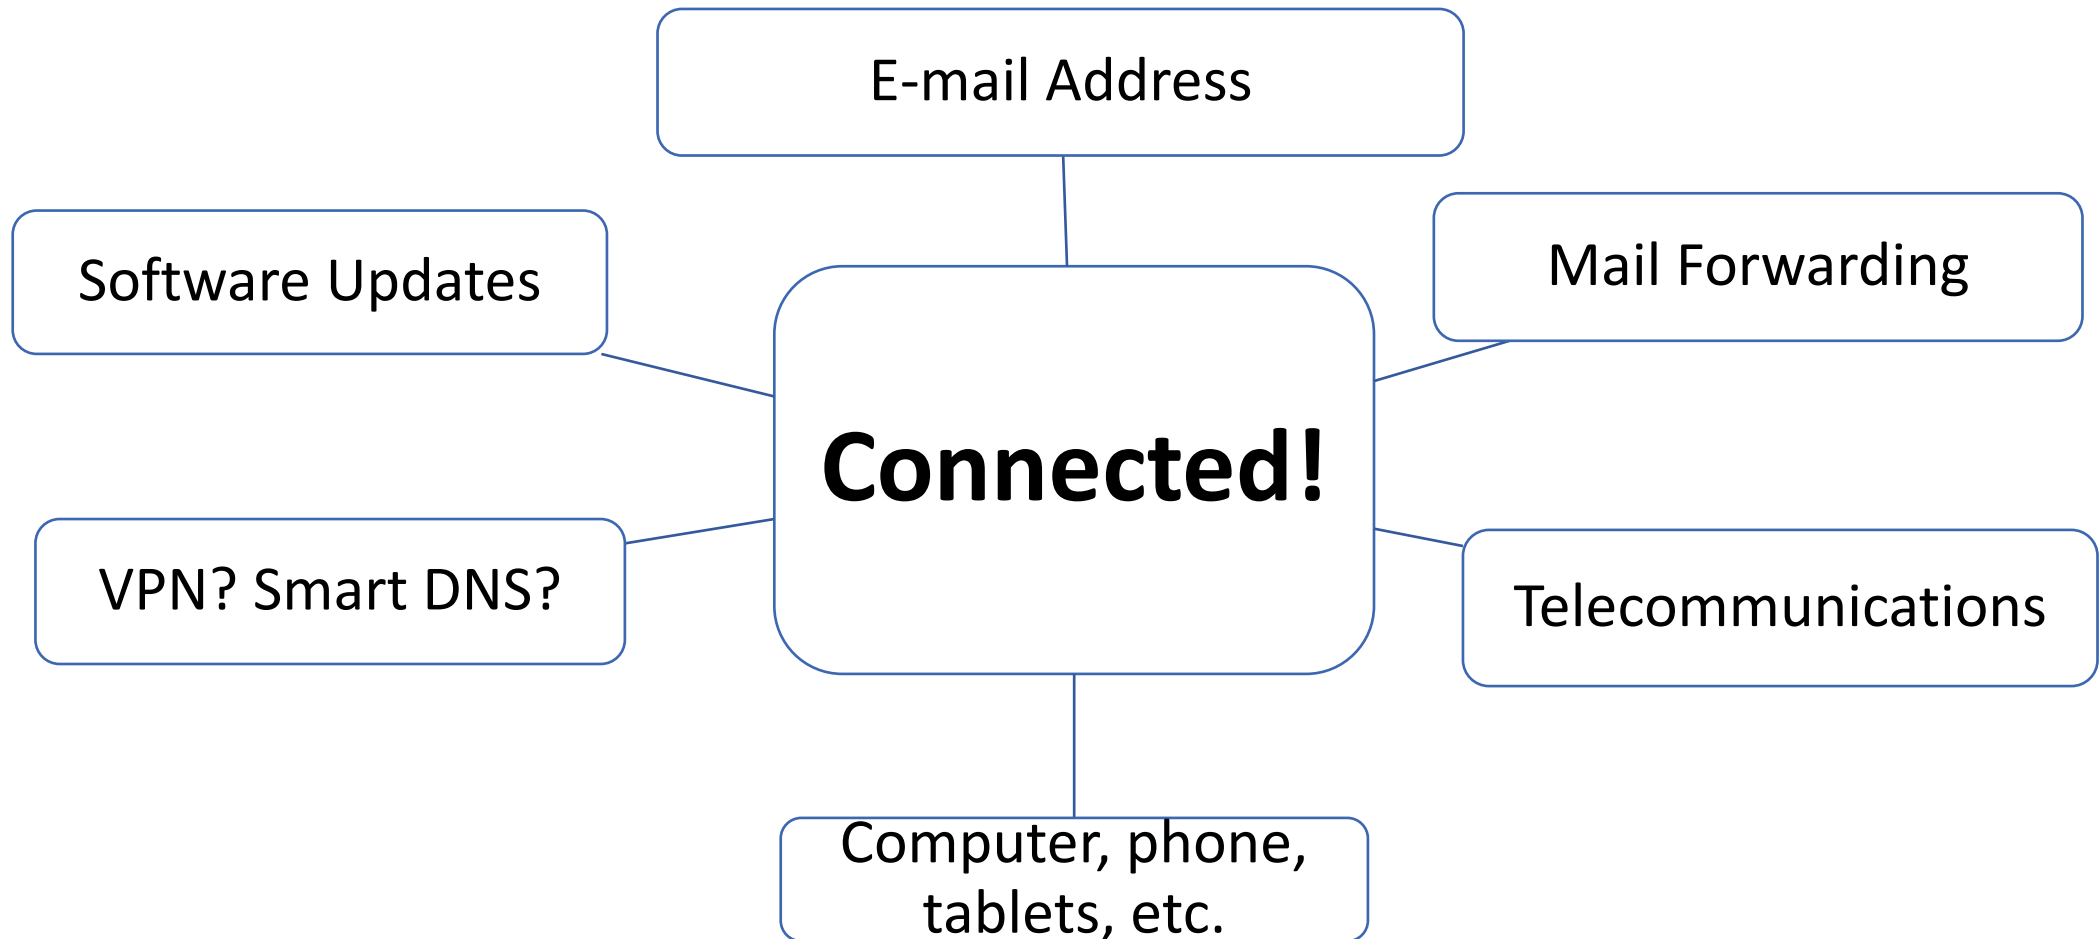 E-mail Address
Mail Forwarding
Software Updates
Connected!
VPN? Smart DNS?
Telecommunications
Computer, phone,
tablets, etc.